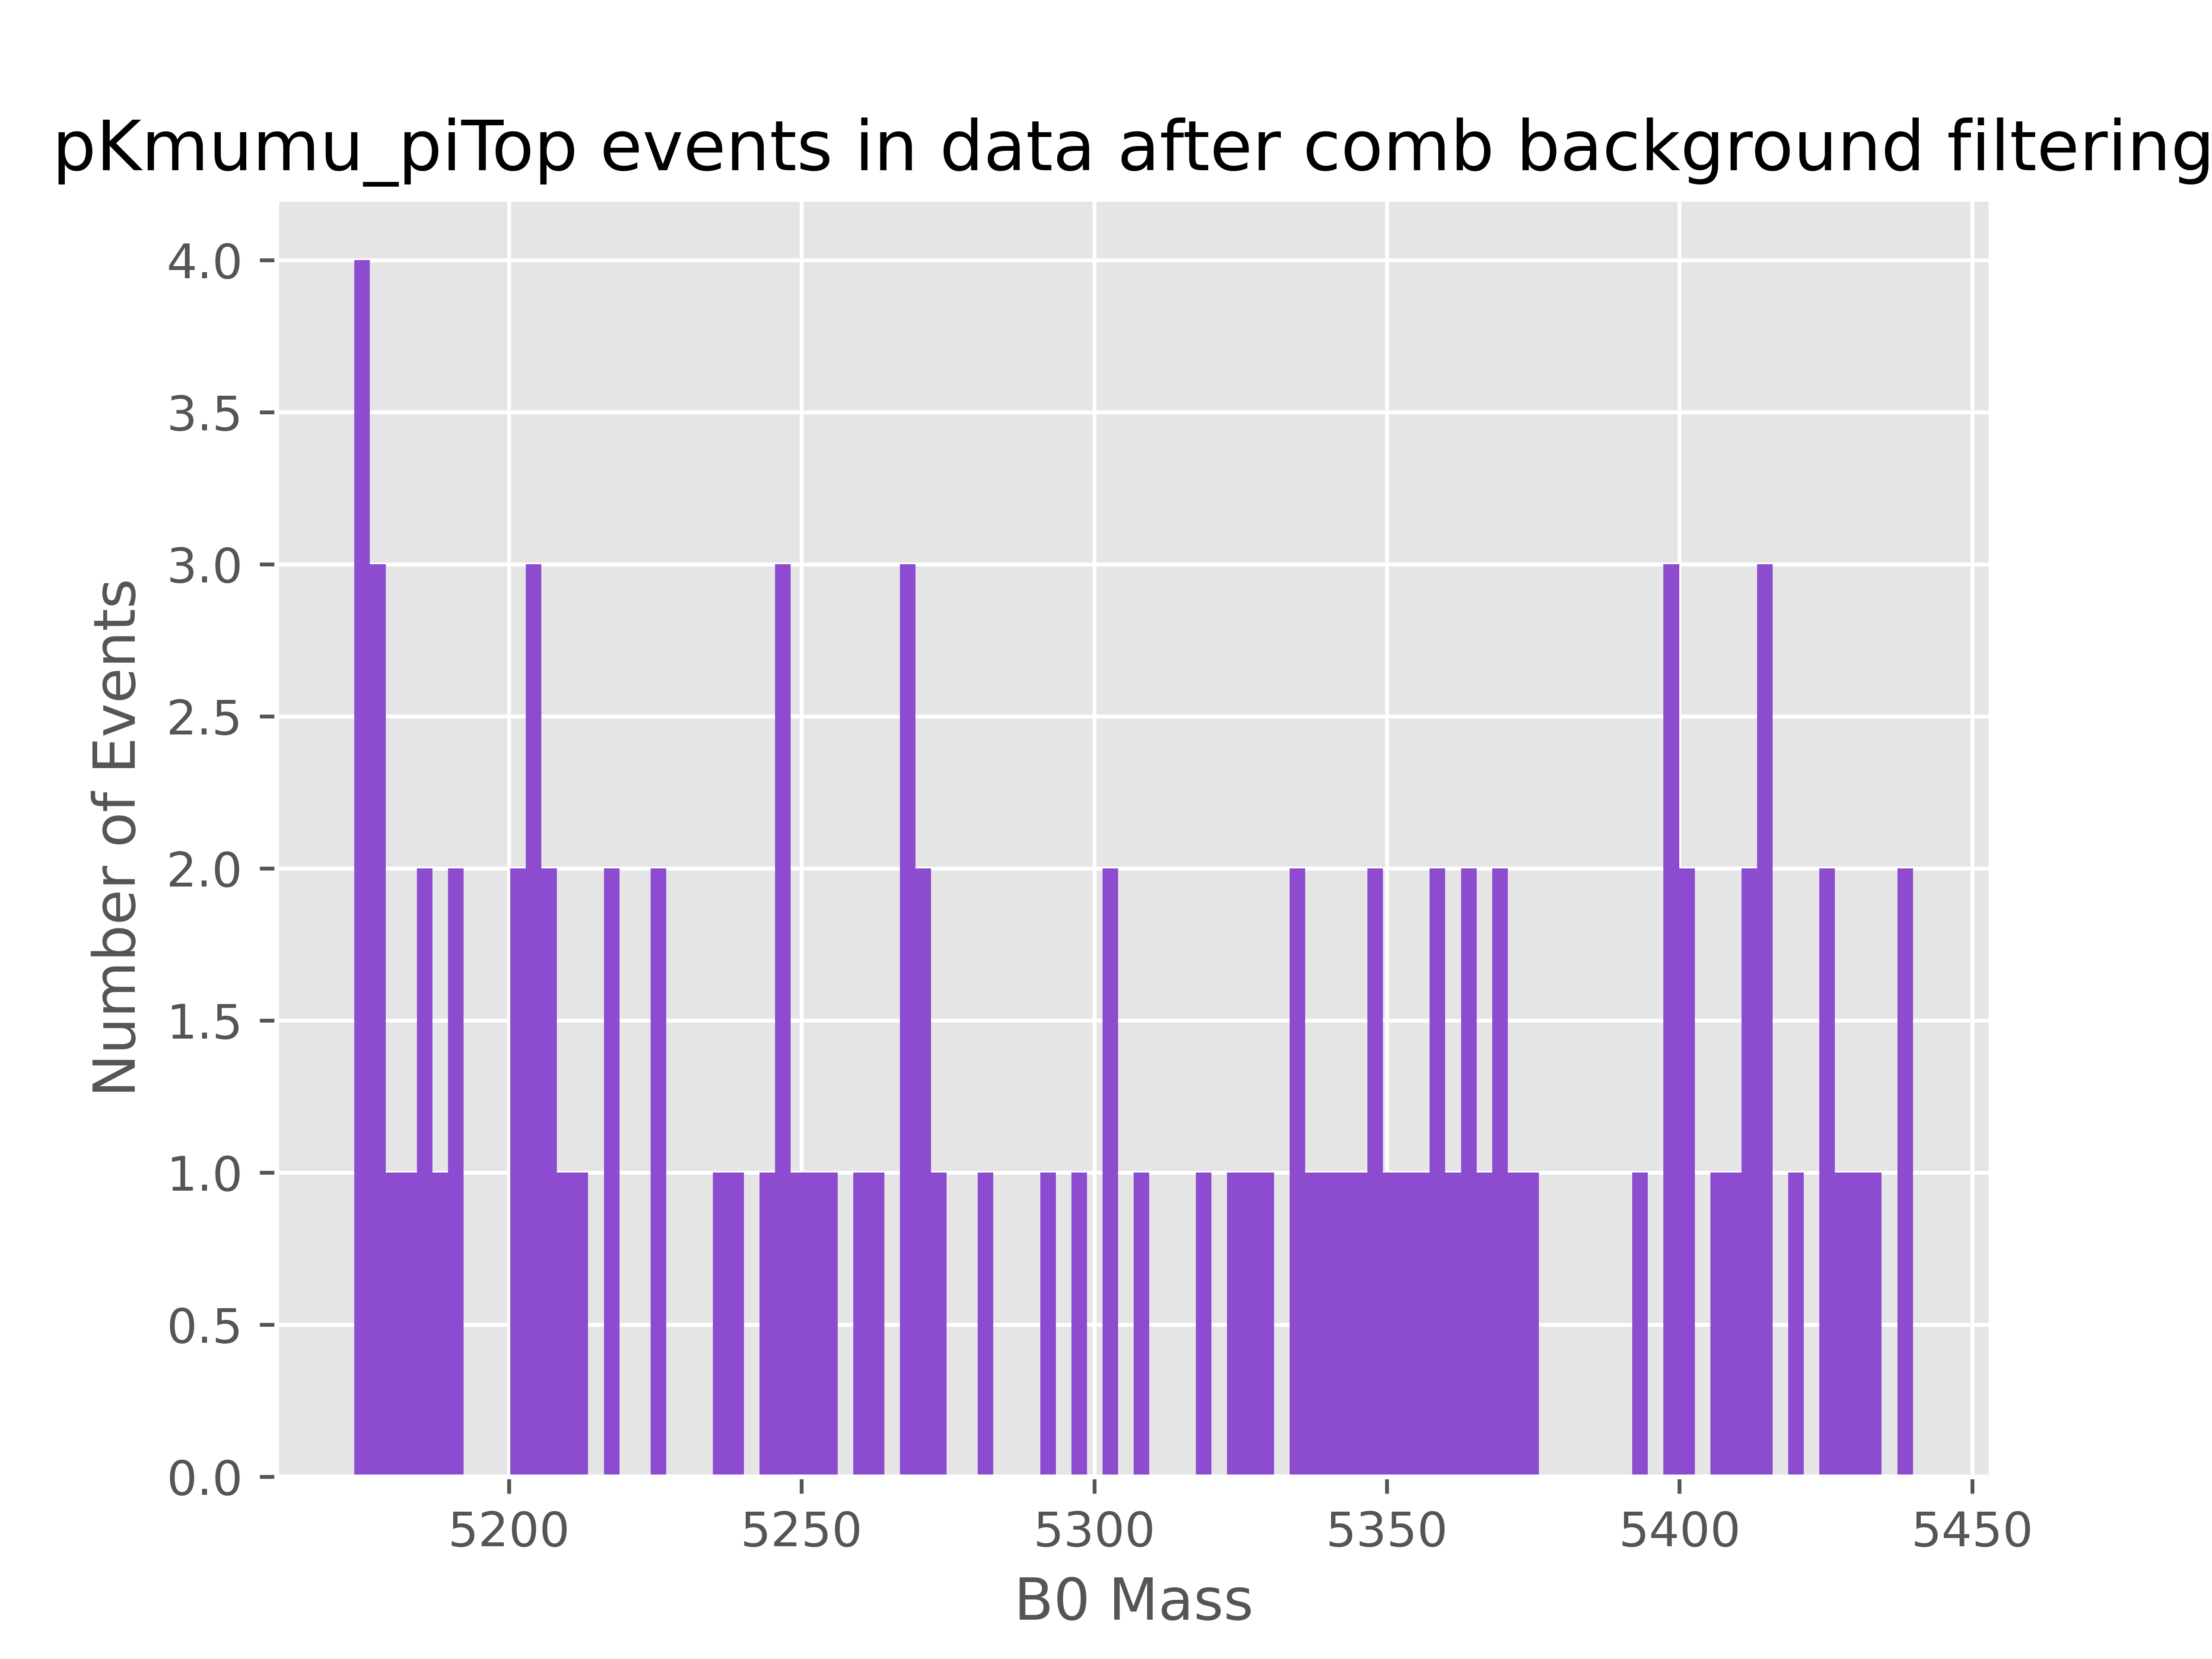 pKmumu_piTop events in data after comb background filtering
4.0
3.5
3.0
2.5
2.0
1.5
1.0
0.5
0.0
Number of Events
5200 5250 5300 5350 5400 5450
B0 Mass